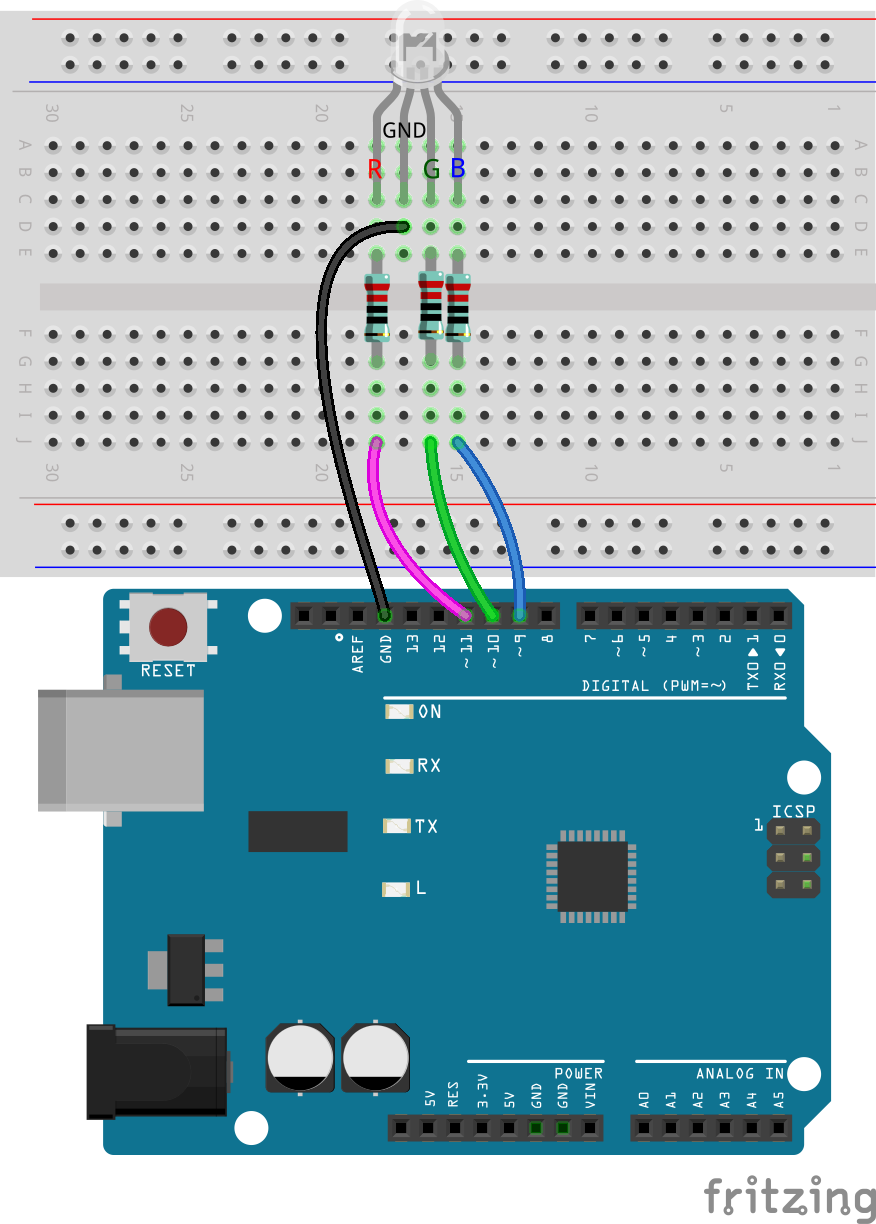 30 25 20 15 10 5 1
GND
A A
R G B
B B
C C
D D
E E
F F
G G
H H
I I
J J
30 25 20 15 10 5 1
RESET
AREF GND 13 12 ~11 ~10 ~9 8 7 ~6 ~5 4 ~3 2 TX0▶1 RX0◀0
DIGITAL (PWM=~)
ON
RX
TX
L
ICSP
1
POWER ANALOG IN
5V RES 3.3V 5V GND GND VIN A0 A1 A2 A3 A4 A5
fritzing